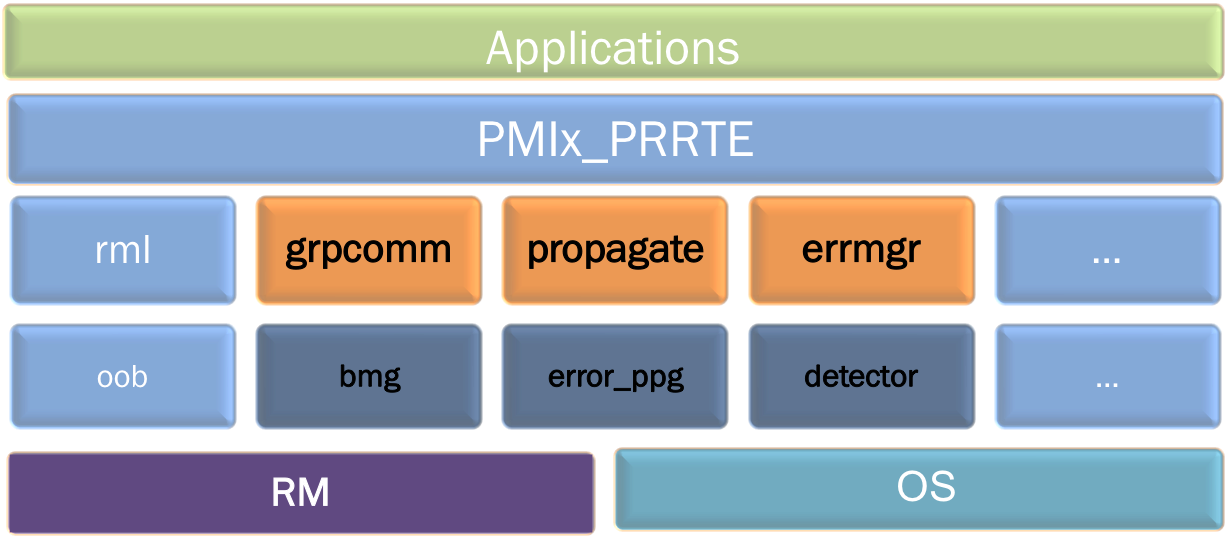 Applications
PMIx_PRRTE
rml
grpcomm
propagate
errmgr
...
oob
bmg
error_ppg
detector
...
RM
OS